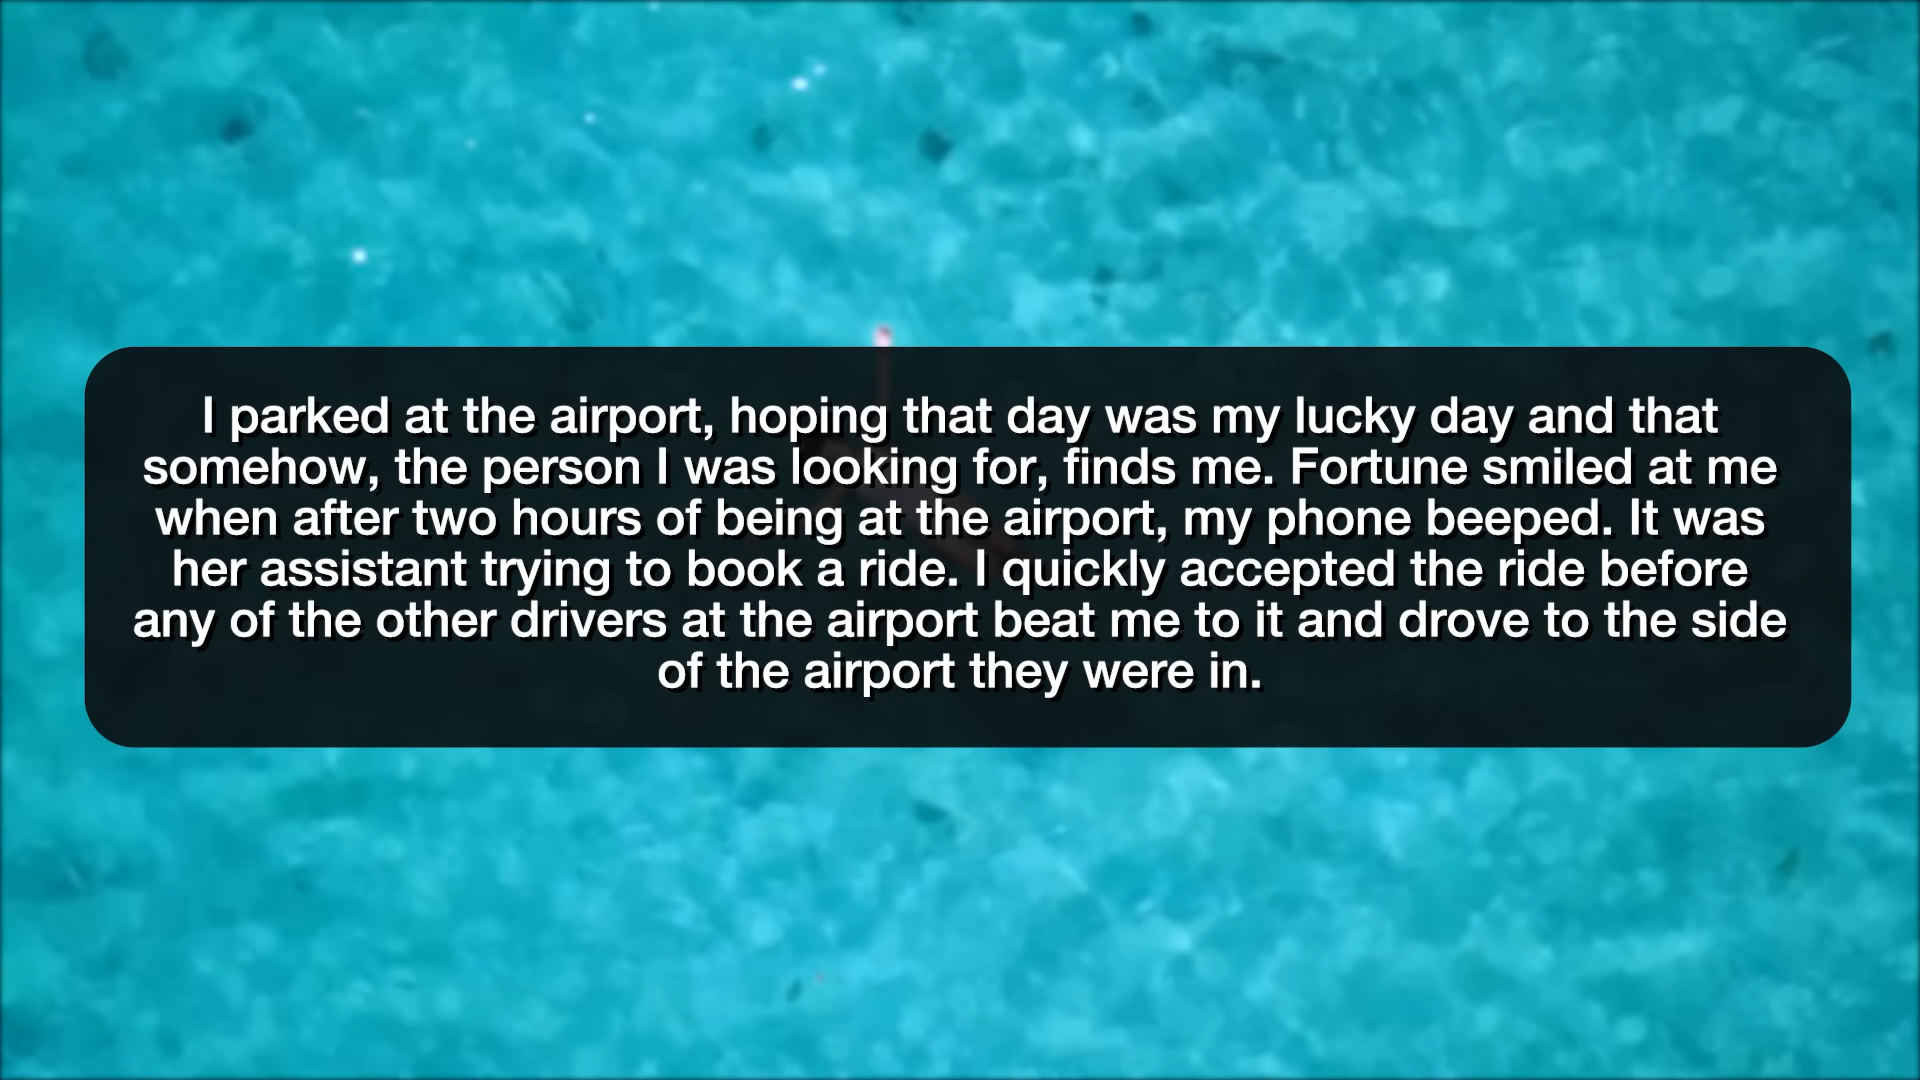 I parked at the airport, hoping that day was my lucky day and that
somehow, the person I was looking for, finds me. Fortune smiled at me
when after two hours of being at the airport, my phone beeped. It was
her assistant trying to book a ride. I quickly accepted the ride before
any of the other drivers at the airport beat me to it and drove to the side
of the airport they were in.